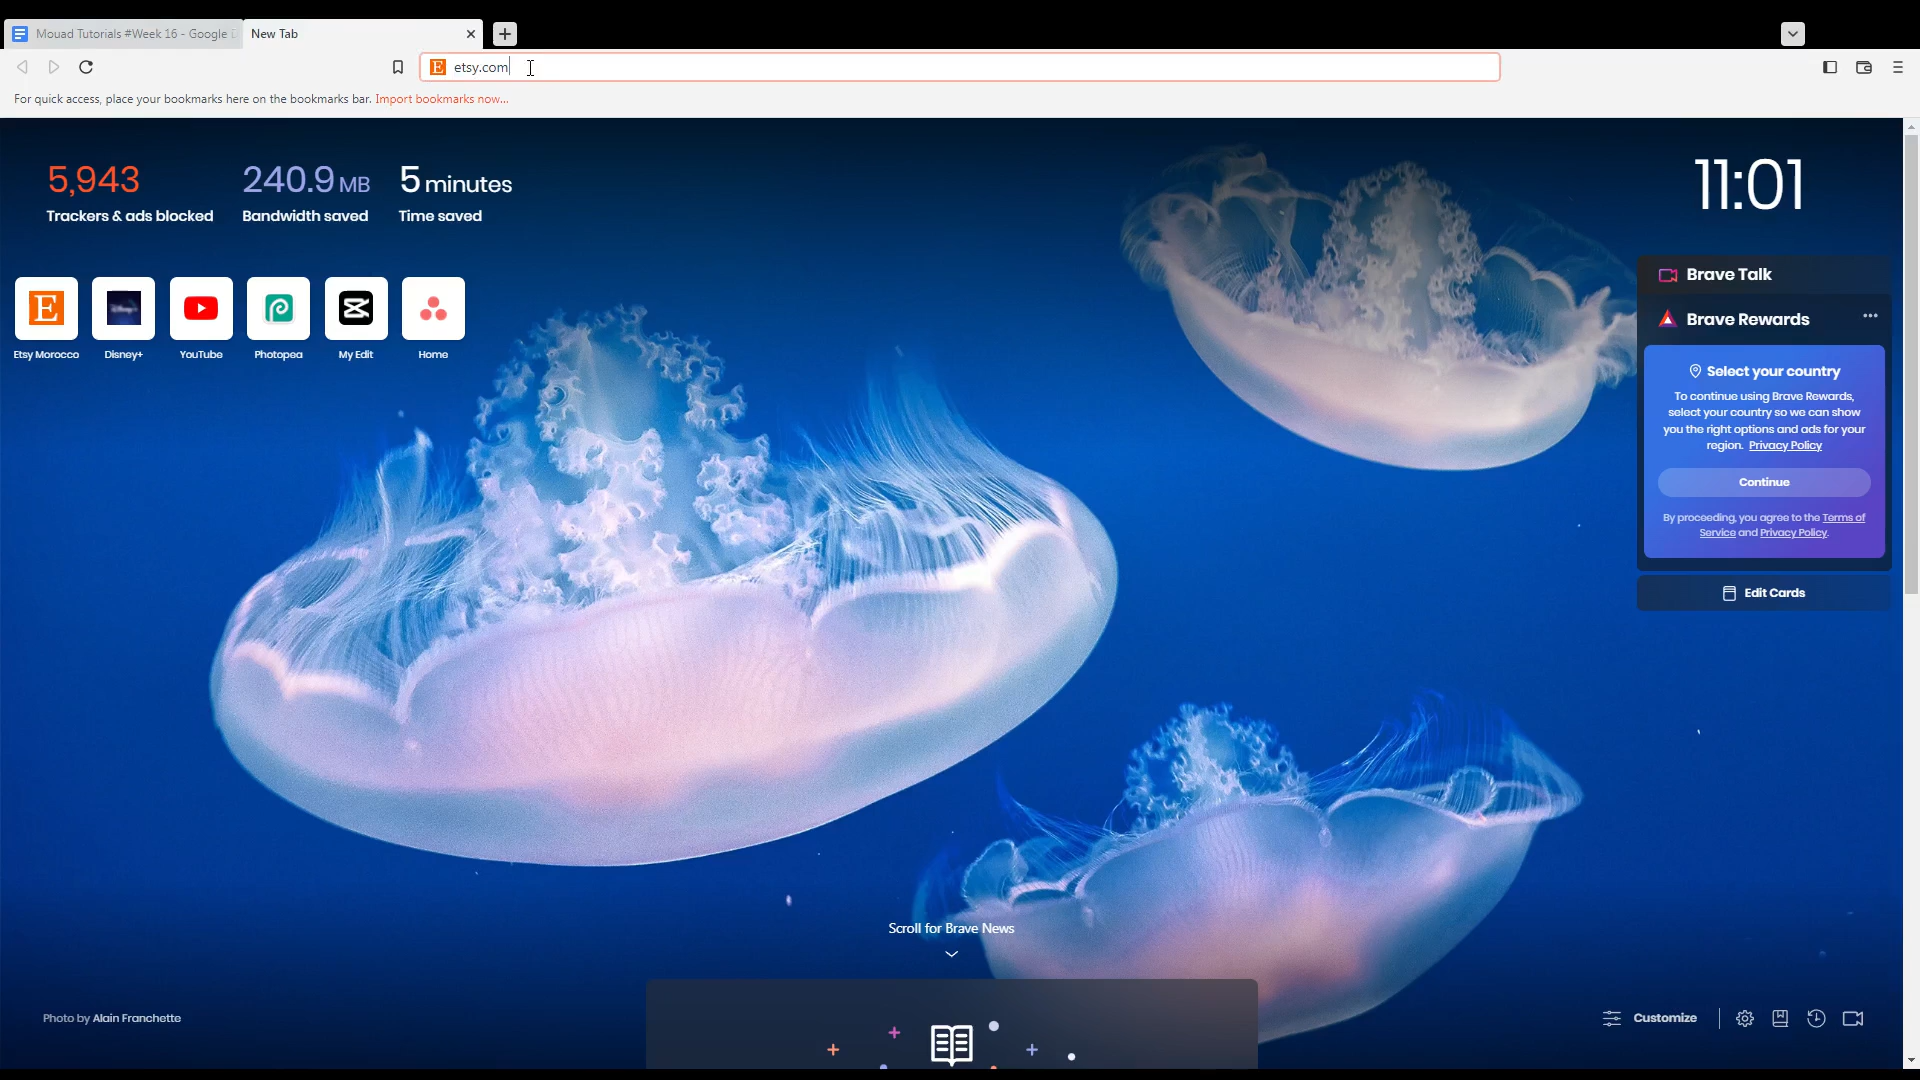 Mouad Tutorials #Week 16 - Google
New Tab
etsy.com
For quick access, place your bookmarks here on the bookmarks bar. Import bookmarks now...
5,943
Trackers & ads blocked
240.9 MB
Bandwidth saved
5 minutes
Time saved
11:01
Etsy Morocco
Disney+
YouTube
Photopea
My Edit
Home
Brave Talk
Brave Rewards
Select your country
To continue using Brave Rewards,
select your country so we can show
you the right options and ads for your
region. Privacy Policy
Continue
By proceeding, you agree to the Terms of
Service and Privacy Policy.
Edit Cards
Scroll for Brave News
Photo by Alain Franchette
Customize